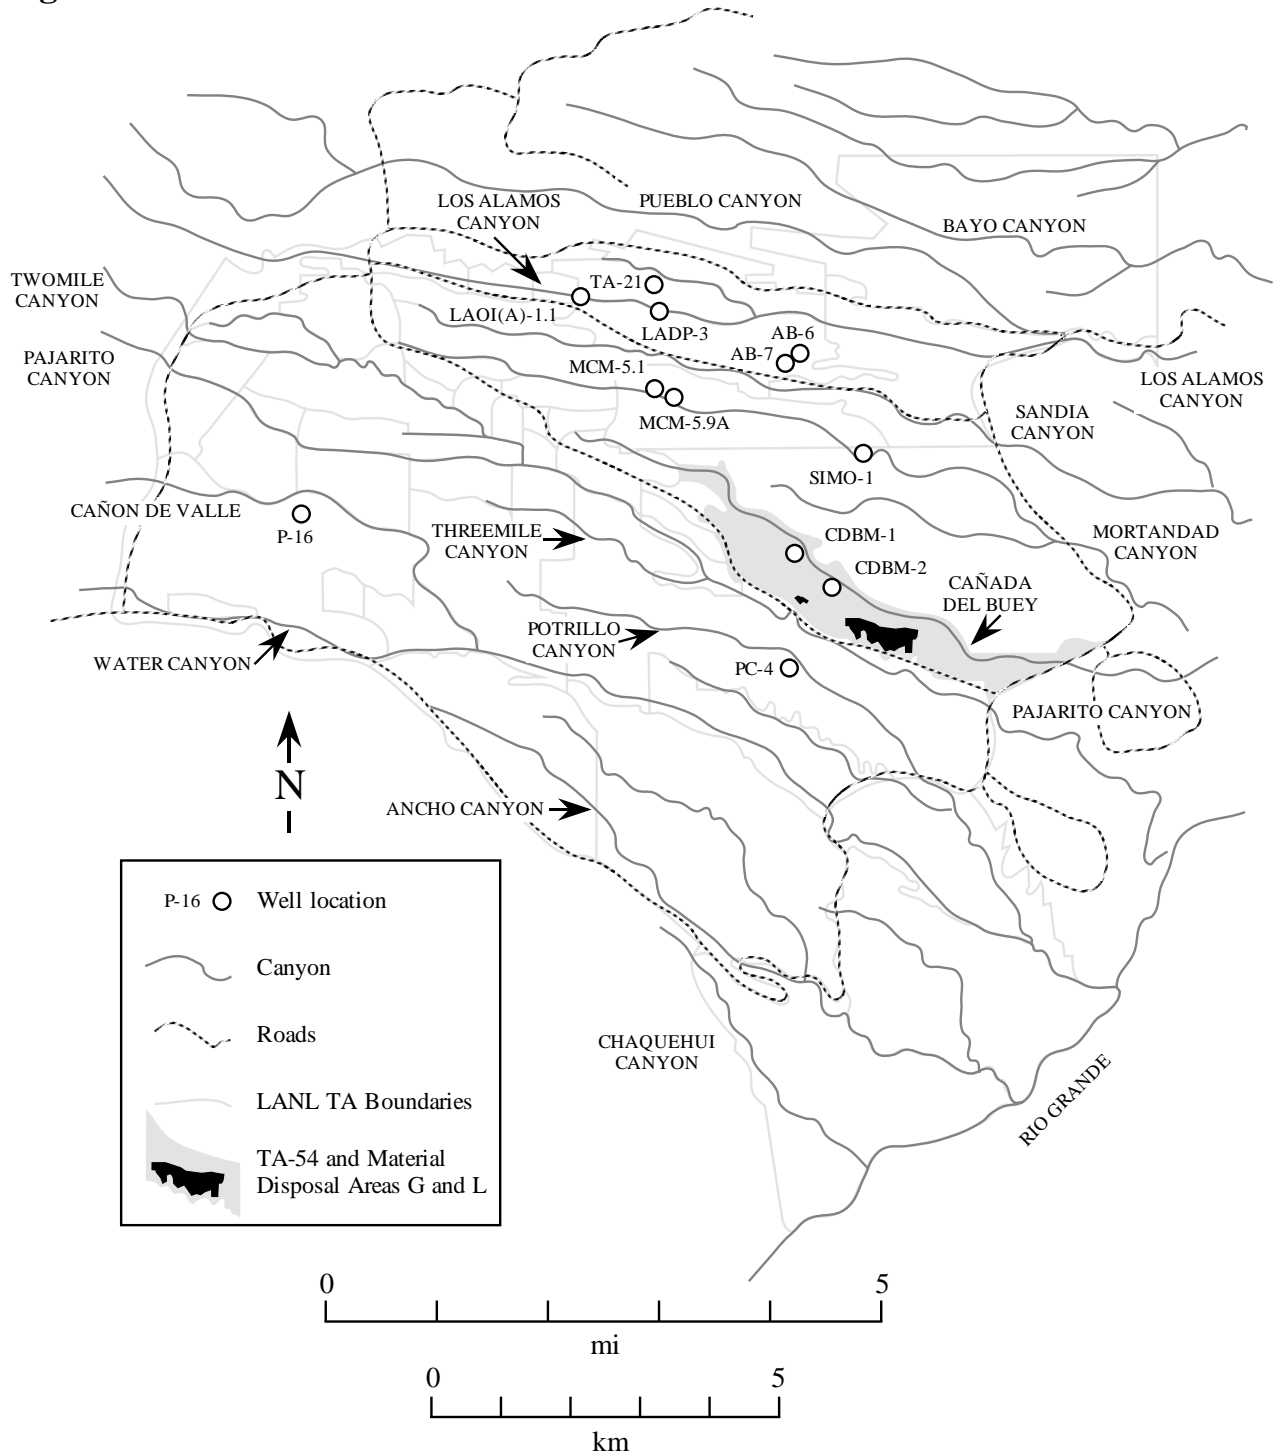 g
LOS ALAMOS
CANYON
PUEBLO CANYON
BAYO CANYON
TWOMILE
CANYON
TA-21
LAOI(A)-1.1
LADP-3
AB-6
AB-7
PAJARITO
CANYON
MCM-5.1
LOS ALAMOS
CANYON
MCM-5.9A
SANDIA
CANYON
SIMO-1
CAÑON DE VALLE
P-16
THREEMILE
CANYON
CDBM-1
MORTANDAD
CANYON
CDBM-2
CAÑADA
DEL BUEY
POTRILLO
CANYON
WATER CANYON
PC-4
PAJARITO CANYON
N
ANCHO CANYON
P-16
Well location
Canyon
Roads
LANL TA Boundaries
TA-54 and Material
Disposal Areas G and L
CHAQUEHUI
CANYON
RIO GRANDE
0 5
mi
0 5
km